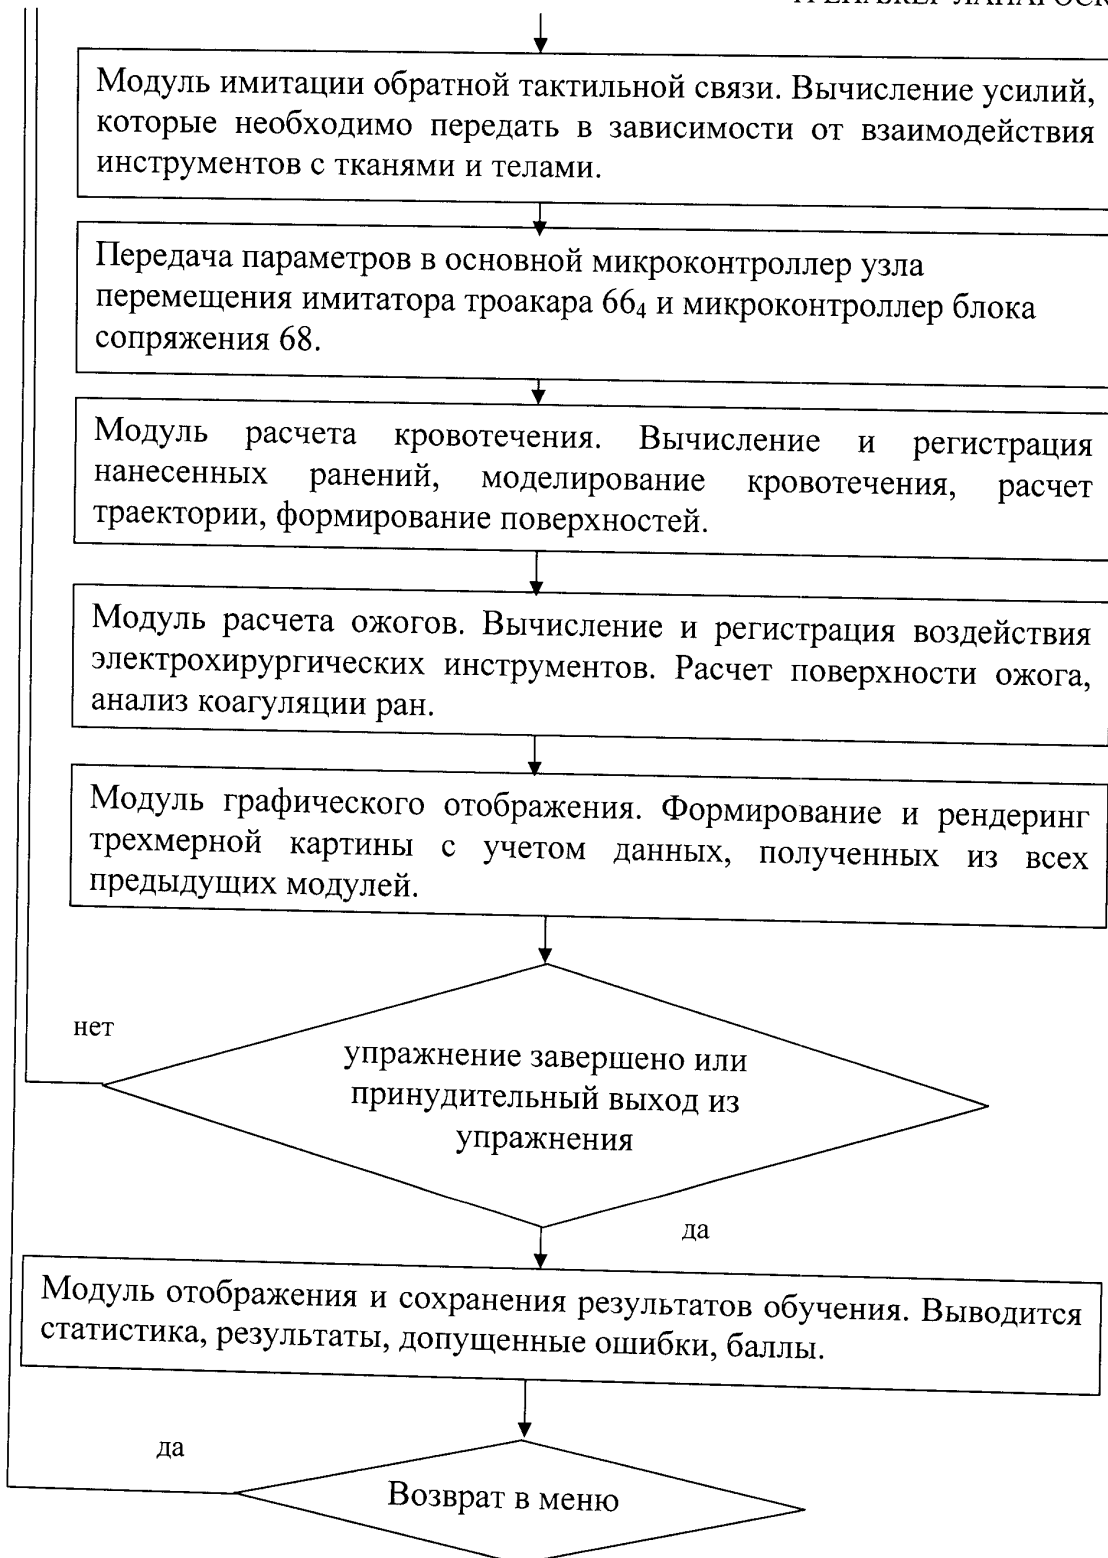 Модуль имитации обратной тактильной связи. Вычисление усилий,
которые необходимо передать в зависимости от взаимодействия
инструментов с тканями и телами.
Передача параметров в основной микроконтроллер узла
перемещения имитатора троакара 66₄ и микроконтроллер блока
сопряжения 68.
Модуль расчета кровотечения. Вычисление и регистрация
нанесенных ранений, моделирование кровотечения, расчет
траектории, формирование поверхностей.
Модуль расчета ожогов. Вычисление и регистрация воздействия
электрохирургических инструментов. Расчет поверхности ожога,
анализ коагуляции ран.
Модуль графического отображения. Формирование и рендеринг
трехмерной картины с учетом данных, полученных из всех
предыдущих модулей.
нет
упражнение завершено или
принудительный выход из
упражнения
да
Модуль отображения и сохранения результатов обучения. Выводится
статистика, результаты, допущенные ошибки, баллы.
да
Возврат в меню